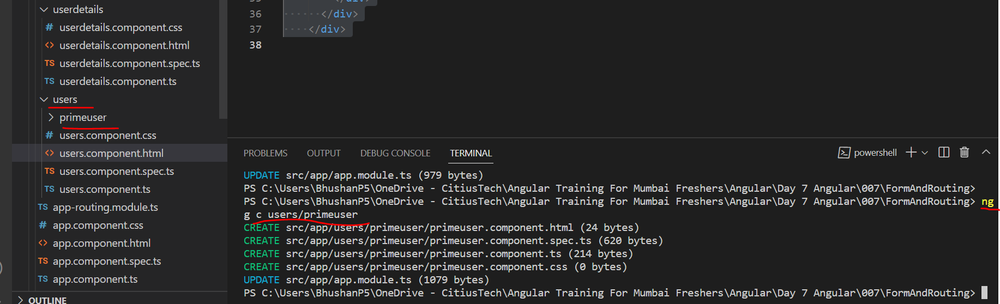 userdetails
# userdetails.component.css
<> userdetails.component.html
TS userdetails.component.spec.ts
TS userdetails.component.ts
users
primeuser
# users.component.css
<> users.component.html
TS users.component.spec.ts
TS users.component.ts
TS app-routing.module.ts
# app.component.css
<> app.component.html
TS app.component.spec.ts
TS app.component.ts
OUTLINE
</div>
36 </div>
37 </div>
38
PROBLEMS OUTPUT DEBUG CONSOLE TERMINAL powershell
UPDATE src/app/app.module.ts (979 bytes)
PS C:\Users\BhushanP5\OneDrive - CitiusTech\Angular Training For Mumbai Freshers\Angular\Day 7 Angular\007\FormAndRouting>
PS C:\Users\BhushanP5\OneDrive - CitiusTech\Angular Training For Mumbai Freshers\Angular\Day 7 Angular\007\FormAndRouting> ng
g c users/primeuser
CREATE src/app/users/primeuser/primeuser.component.html (24 bytes)
CREATE src/app/users/primeuser/primeuser.component.spec.ts (620 bytes)
CREATE src/app/users/primeuser/primeuser.component.ts (214 bytes)
CREATE src/app/users/primeuser/primeuser.component.css (0 bytes)
UPDATE src/app/app.module.ts (1079 bytes)
PS C:\Users\BhushanP5\OneDrive - CitiusTech\Angular Training For Mumbai Freshers\Angular\Day 7 Angular\007\FormAndRouting>